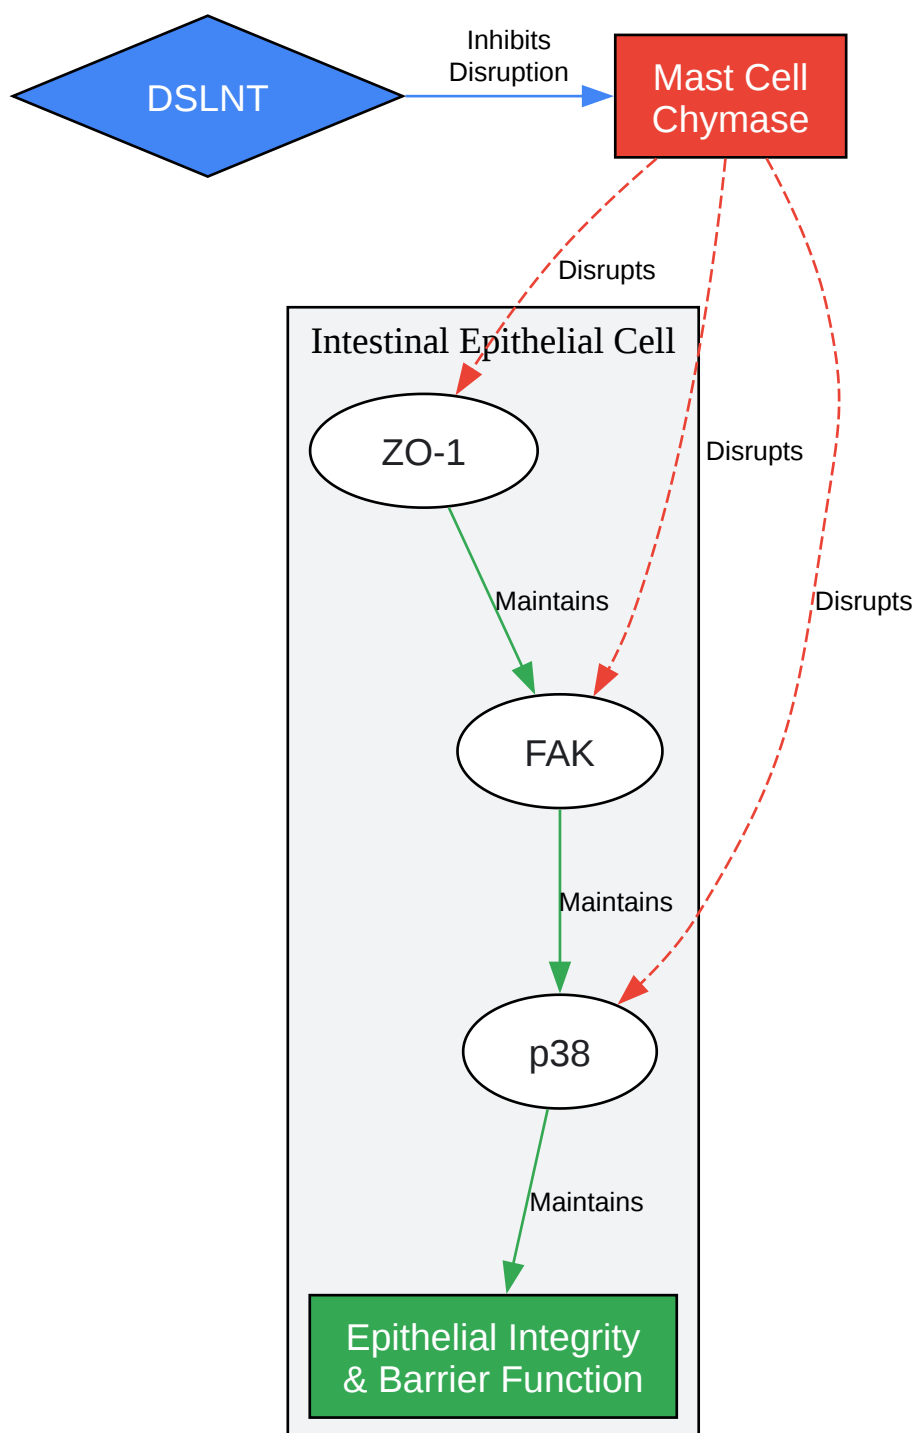 Inhibits
Disruption
DSLNT
Mast Cell
Chymase
Disrupts
Intestinal Epithelial Cell
ZO-1
Disrupts
Maintains
Disrupts
FAK
Maintains
p38
Maintains
Epithelial Integrity
& Barrier Function